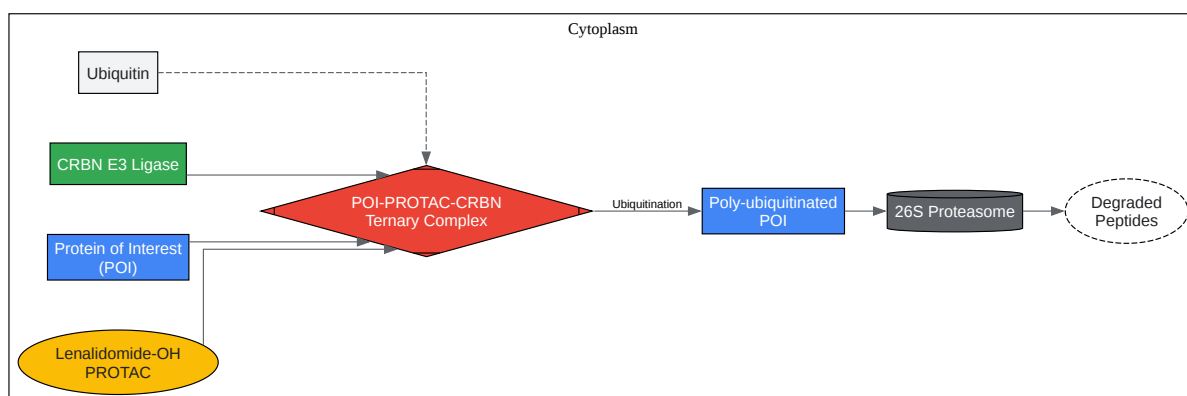 Cytoplasm
Ubiquitin
CRBN E3 Ligase
Protein of Interest
(POI)
Lenalidomide-OH
PROTAC
POI-PROTAC-CRBN
Ternary Complex
Ubiquitination
Poly-ubiquitinated
POI
26S Proteasome
Degraded
Peptides